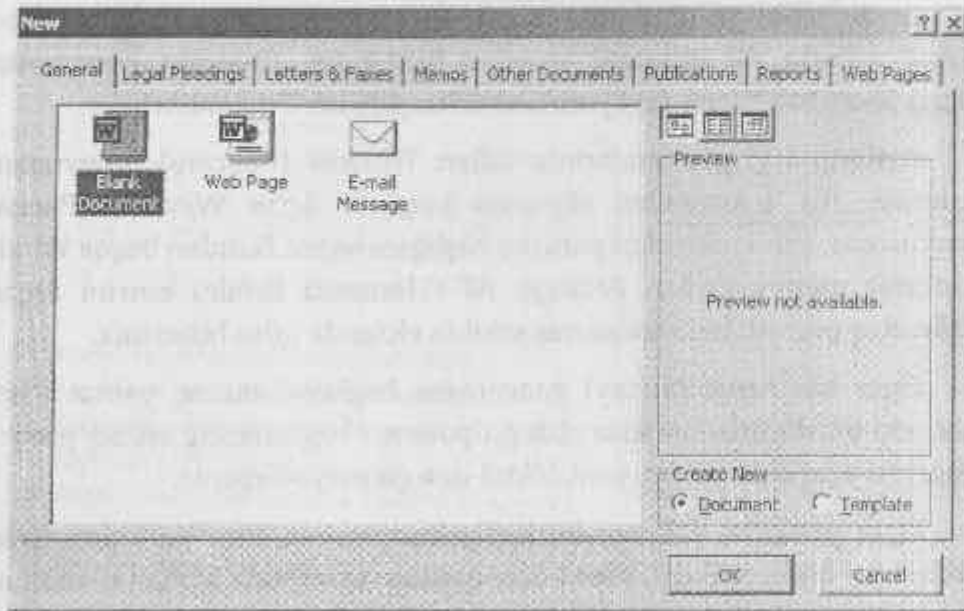 New
General Legal Pleadings Letters & Faxes Memos Other Documents Publications Reports Web Pages
Blank Document
Web Page
E-mail Message
Preview
Preview not available.
Create New
Document Template
OK Cancel